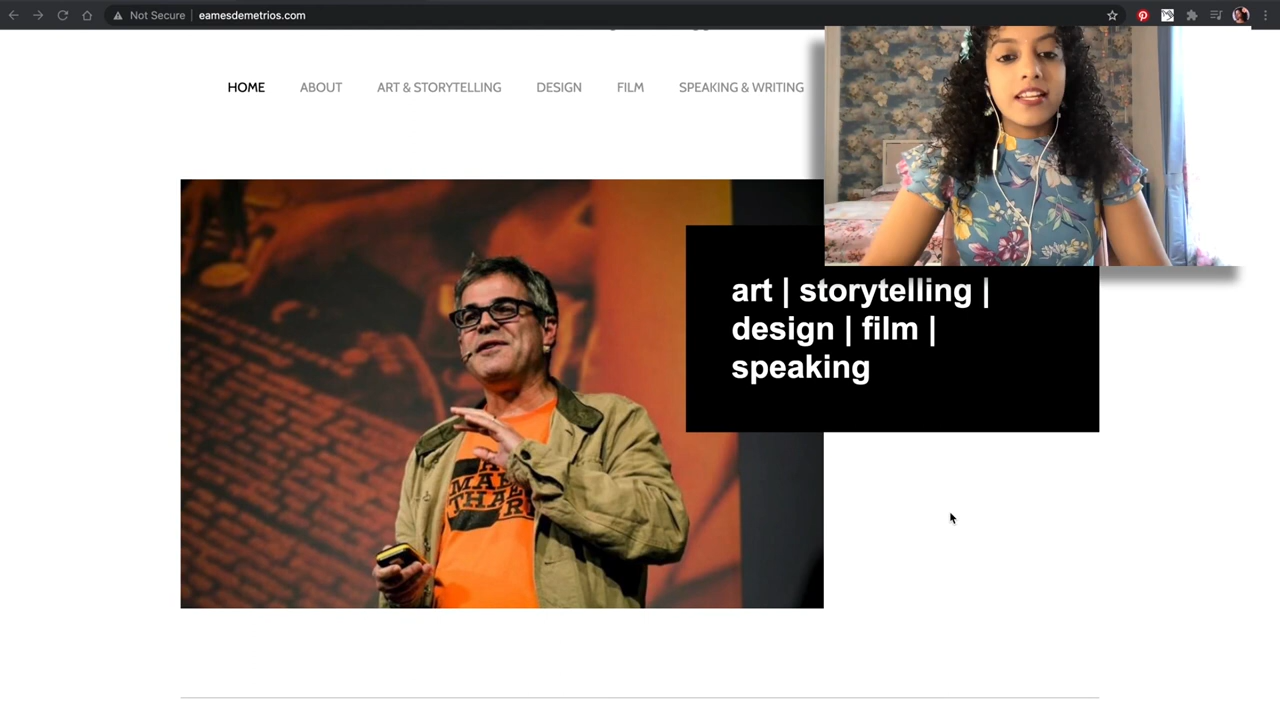 Not Secure | eamesdemetrios.com
HOME ABOUT ART & STORYTELLING DESIGN FILM SPEAKING & WRITING
art | storytelling |
design | film |
speaking